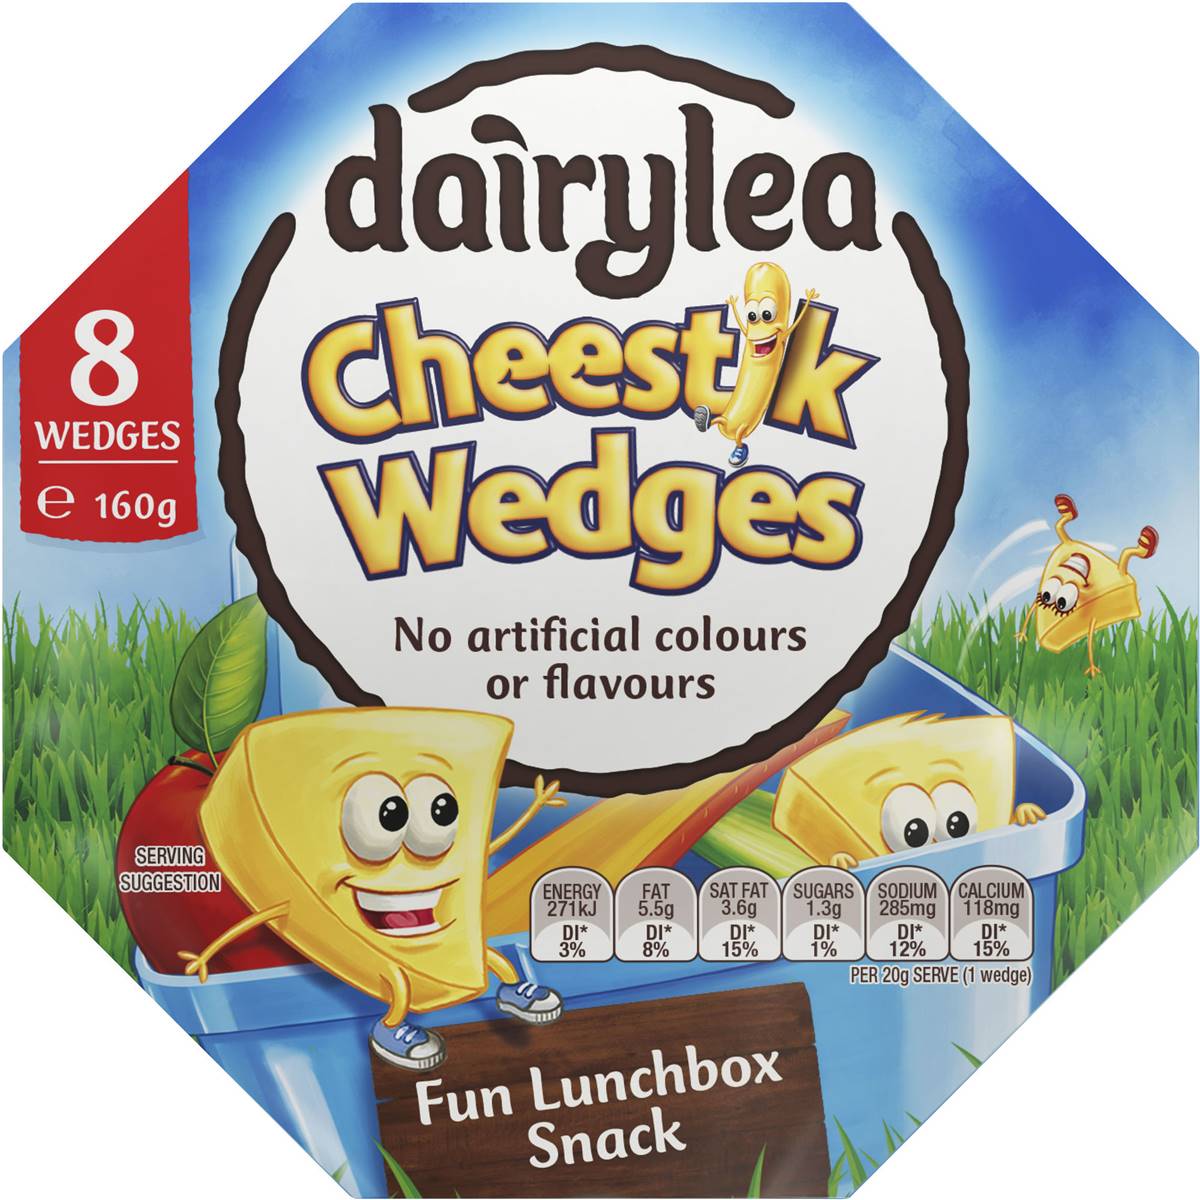 dairylea
Cheestik
Wedges
No artificial colours
or flavours
8
WEDGES
e 160g
SERVING
SUGGESTION
ENERGY
271kJ
DI*
3%
FAT
5.5g
DI*
8%
SAT FAT
3.6g
DI*
15%
SUGARS
1.3g
DI*
1%
SODIUM
285mg
DI*
12%
CALCIUM
118mg
DI*
15%
PER 20g SERVE (1 wedge)
Fun Lunchbox
Snack